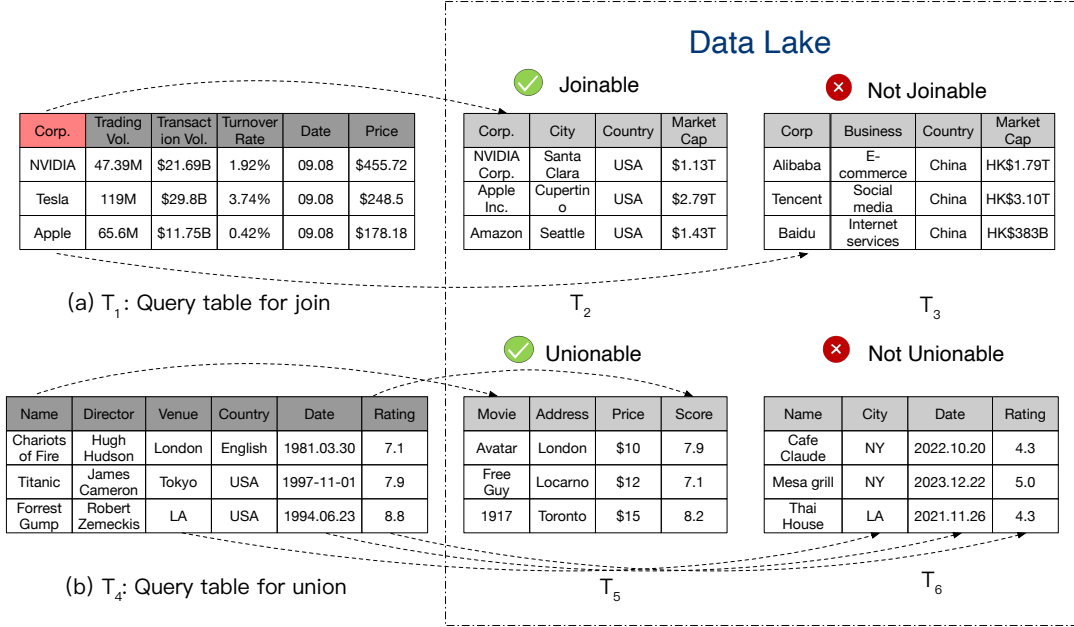 Data Lake
Joinable
Not Joinable
Corp.
Trading
Vol.
Transact
ion Vol.
Turnover
Rate
Date
Price
NVIDIA
47.39M
$21.69B
1.92%
09.08
$455.72
Tesla
119M
$29.8B
3.74%
09.08
$248.5
Apple
65.6M
$11.75B
0.42%
09.08
$178.18
Corp.
City
Country
Market
Cap
NVIDIA
Corp.
Santa
Clara
USA
$1.13T
Apple
Inc.
Cupertin
o
USA
$2.79T
Amazon
Seattle
USA
$1.43T
Corp
Business
Country
Market
Cap
Alibaba
E-
commerce
China
HK$1.79T
Tencent
Social
media
China
HK$3.10T
Baidu
Internet
services
China
HK$383B
(a) T1: Query table for join
T2
T3
Unionable
Not Unionable
Name
Director
Venue
Country
Date
Rating
Chariots
of Fire
Hugh
Hudson
London
English
1981.03.30
7.1
Titanic
James
Cameron
Tokyo
USA
1997-11-01
7.9
Forrest
Gump
Robert
Zemeckis
LA
USA
1994.06.23
8.8
Movie
Address
Price
Score
Avatar
London
$10
7.9
Free
Guy
Locarno
$12
7.1
1917
Toronto
$15
8.2
Name
City
Date
Rating
Cafe
Claude
NY
2022.10.20
4.3
Mesa grill
NY
2023.12.22
5.0
Thai
House
LA
2021.11.26
4.3
(b) T4: Query table for union
T5
T6